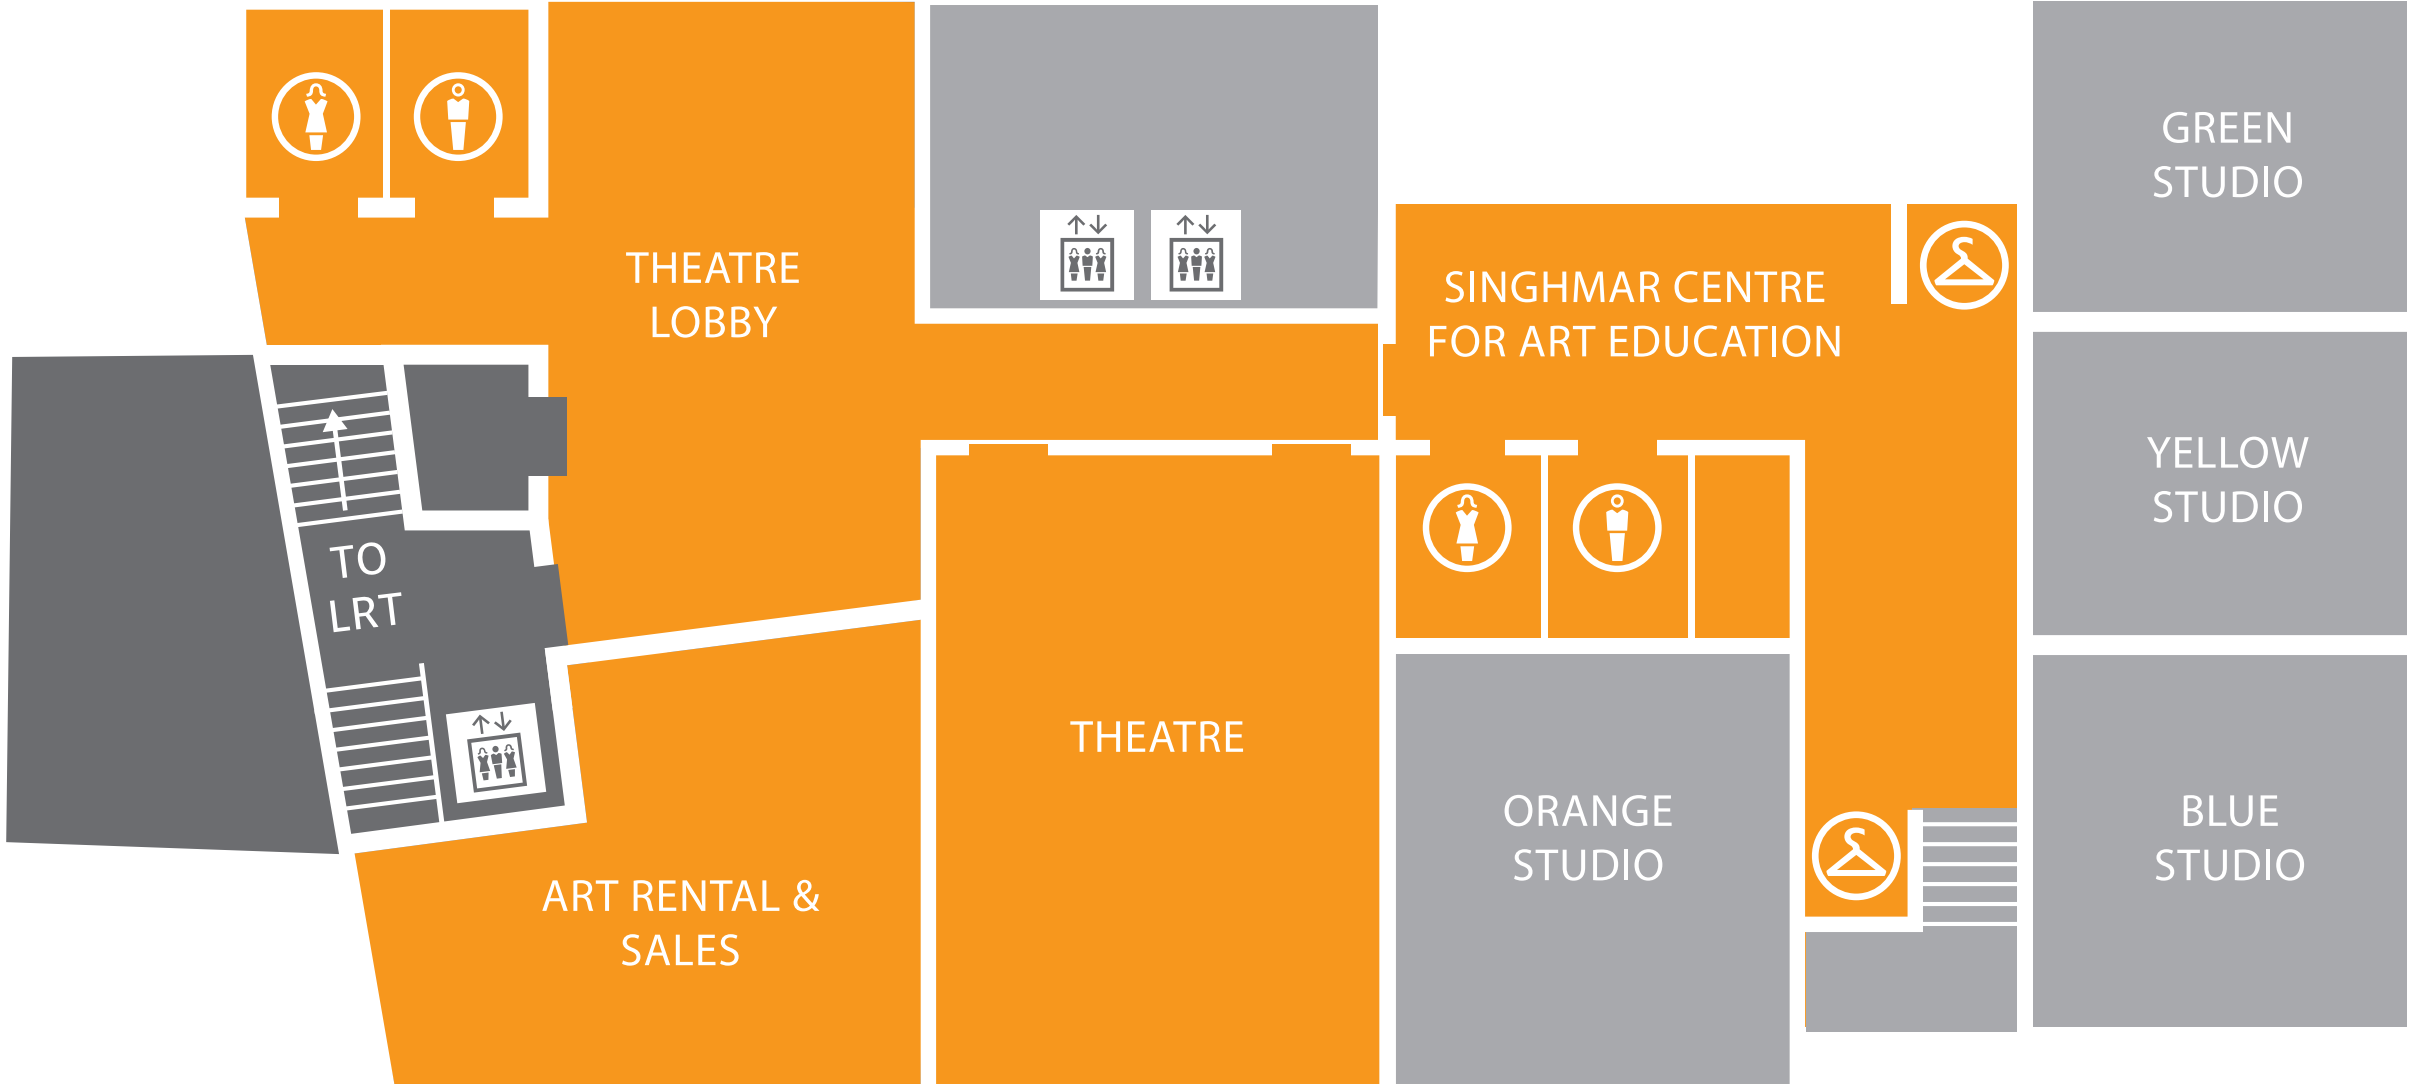 THEATRE
LOBBY
SINGHMAR CENTRE
FOR ART EDUCATION
GREEN
STUDIO
YELLOW
STUDIO
TO
LRT
THEATRE
ORANGE
STUDIO
BLUE
STUDIO
ART RENTAL &
SALES